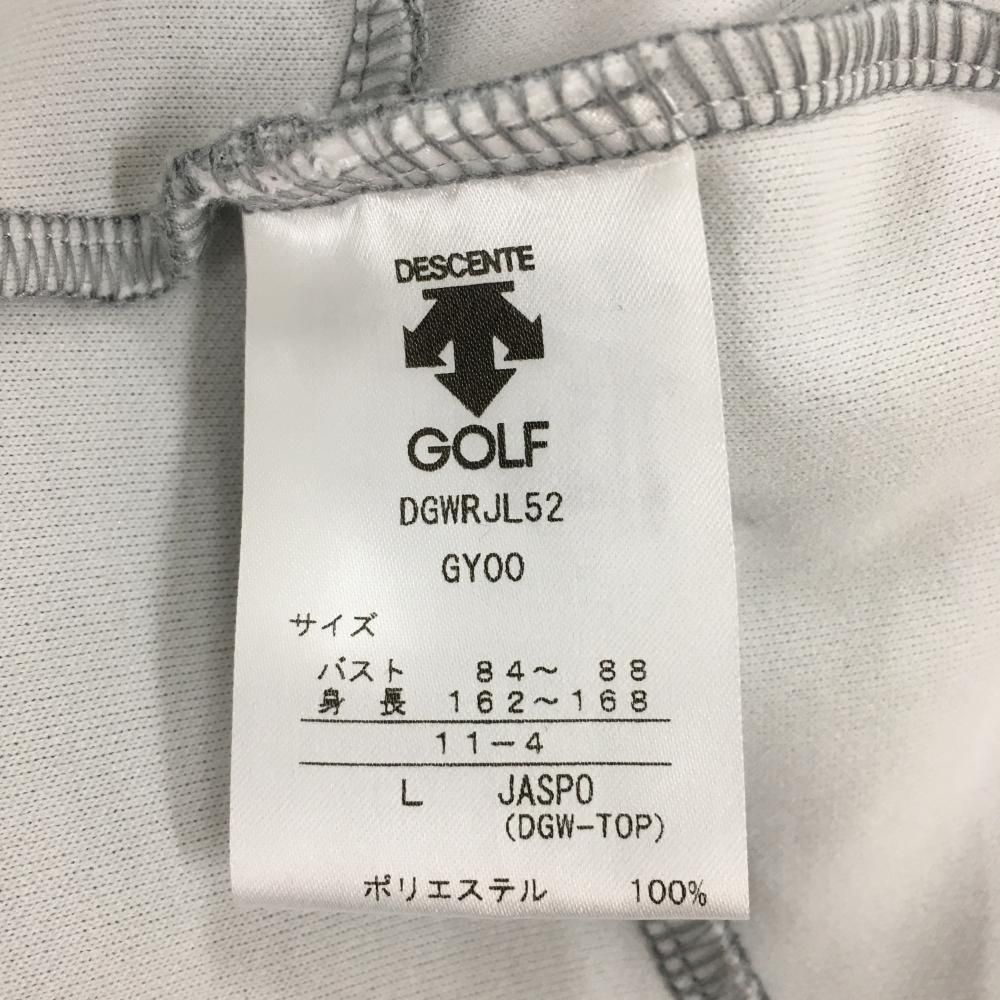 DESCENTE
GOLF
DGWRJL52
GY00
サイズ
バスト 84～ 88
身 長 162～168
11-4
L JASPO
(DGW-TOP)
ポリエステル 100%